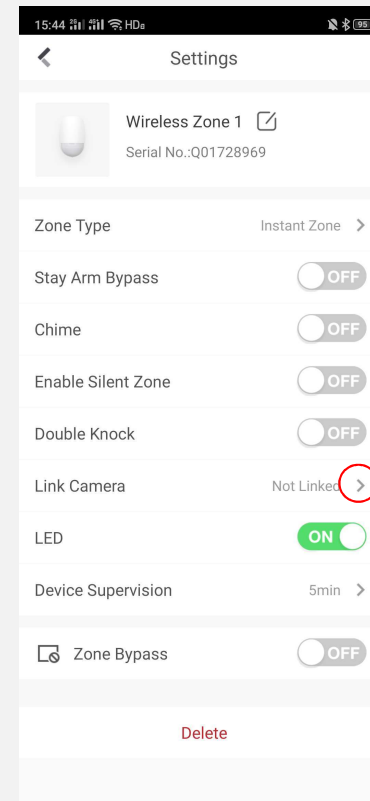 15:44 HD
Settings
Wireless Zone 1
Serial No.:Q01728969
Zone Type Instant Zone
Stay Arm Bypass OFF
Chime OFF
Enable Silent Zone OFF
Double Knock OFF
Link Camera Not Linked
LED ON
Device Supervision 5min
Zone Bypass OFF
Delete